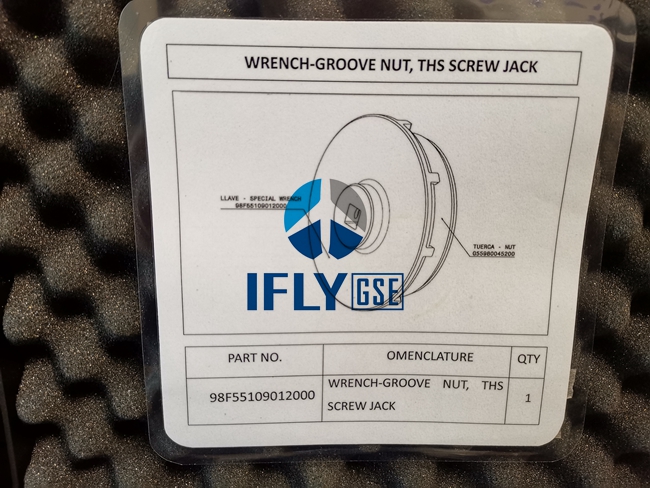 WRENCH-GROOVE NUT, THS SCREW JACK
LLAVE - SPECIAL WRENCH
98F55109012000
TUERCA - NUT
G55980045200
IFLY GSE
PART NO.
OMENCLATURE
QTY
98F55109012000
WRENCH-GROOVE NUT, THS
SCREW JACK
1